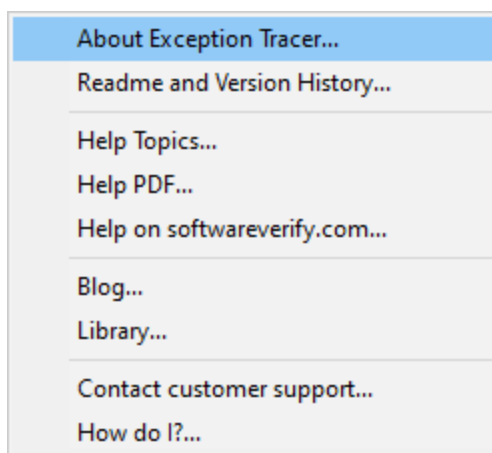 About Exception Tracer...
Readme and Version History...
Help Topics...
Help PDF...
Help on softwareverify.com...
Blog...
Library...
Contact customer support...
How do I?...